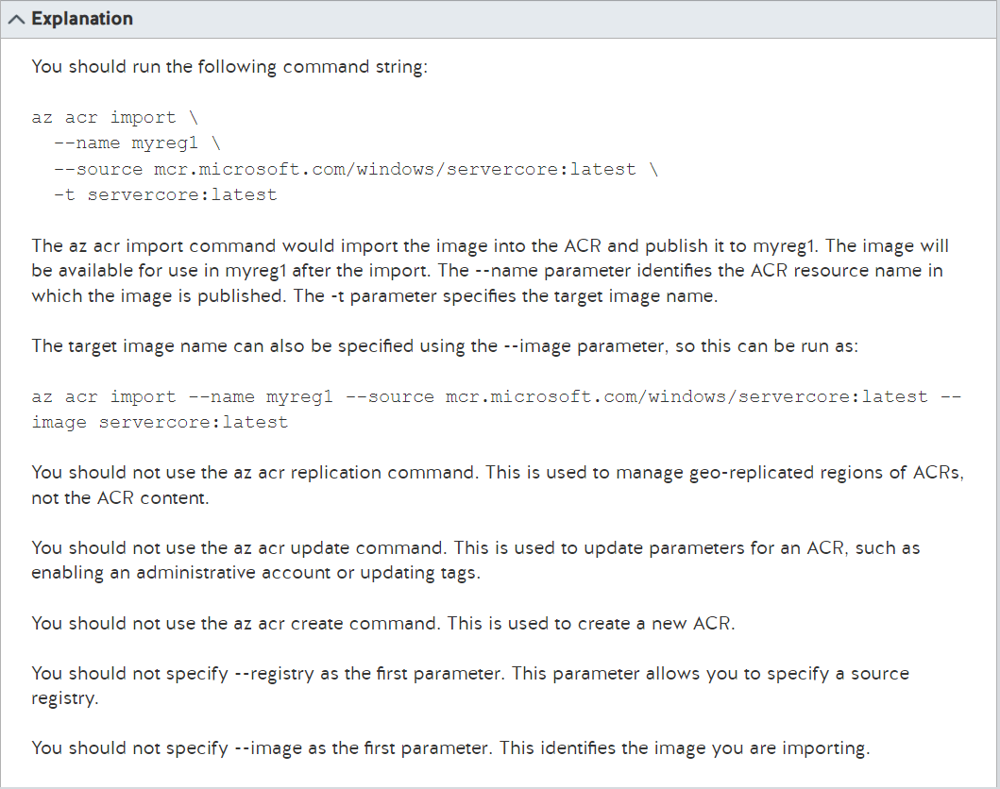 Explanation
You should run the following command string:
az acr import \
--name myreg1 \
--source mcr.microsoft.com/windows/servercore:latest \
-t servercore:latest
The az acr import command would import the image into the ACR and publish it to myreg1. The image will
be available for use in myreg1 after the import. The --name parameter identifies the ACR resource name in
which the image is published. The -t parameter specifies the target image name.
The target image name can also be specified using the --image parameter, so this can be run as:
az acr import --name myreg1 --source mcr.microsoft.com/windows/servercore:latest --
image servercore:latest
You should not use the az acr replication command. This is used to manage geo-replicated regions of ACRs,
not the ACR content.
You should not use the az acr update command. This is used to update parameters for an ACR, such as
enabling an administrative account or updating tags.
You should not use the az acr create command. This is used to create a new ACR.
You should not specify --registry as the first parameter. This parameter allows you to specify a source
registry.
You should not specify --image as the first parameter. This identifies the image you are importing.